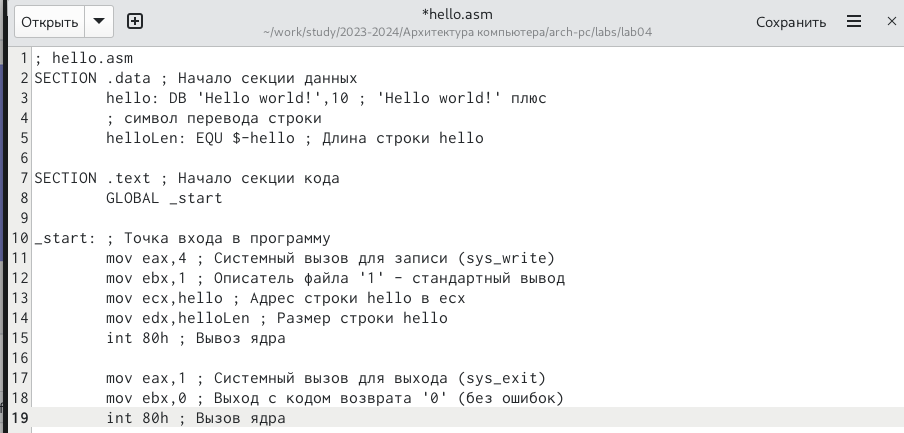 Открыть
*hello.asm
~/work/study/2023-2024/Архитектура компьютера/arch-pc/labs/lab04
Сохранить
1 ; hello.asm
2 SECTION .data ; Начало секции данных
3 hello: DB 'Hello world!',10 ; 'Hello world!' плюс
4 ; символ перевода строки
5 helloLen: EQU $-hello ; Длина строки hello
6
7 SECTION .text ; Начало секции кода
8 GLOBAL _start
9
10 _start: ; Точка входа в программу
11 mov eax,4 ; Системный вызов для записи (sys_write)
12 mov ebx,1 ; Описатель файла '1' - стандартный вывод
13 mov ecx,hello ; Адрес строки hello в ecx
14 mov edx,helloLen ; Размер строки hello
15 int 80h ; Вывоз ядра
16
17 mov eax,1 ; Системный вызов для выхода (sys_exit)
18 mov ebx,0 ; Выход с кодом возврата '0' (без ошибок)
19 int 80h ; Вызов ядра